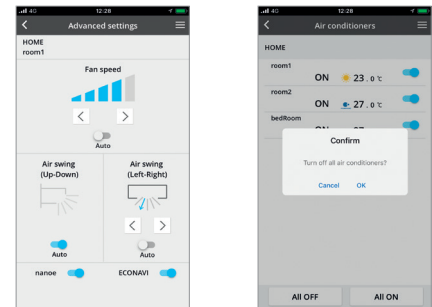 4G 12:28
Advanced settings
HOME
room1
Fan speed
Auto
Air swing
(Up-Down)
Air swing
(Left-Right)
Auto
Auto
nanoe
ECONAVI
4G 12:28
Air conditioners
HOME
room1
ON 23.0 ℃
room2
ON 27.0 ℃
bedRoom
Confirm
Turn off all air conditioners?
Cancel OK
All OFF All ON